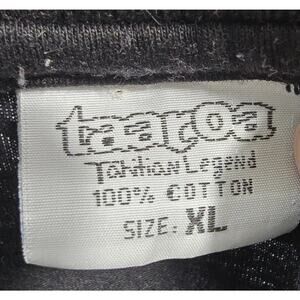 taaroa
Tahitian Legend
100% COTTON
SIZE: XL